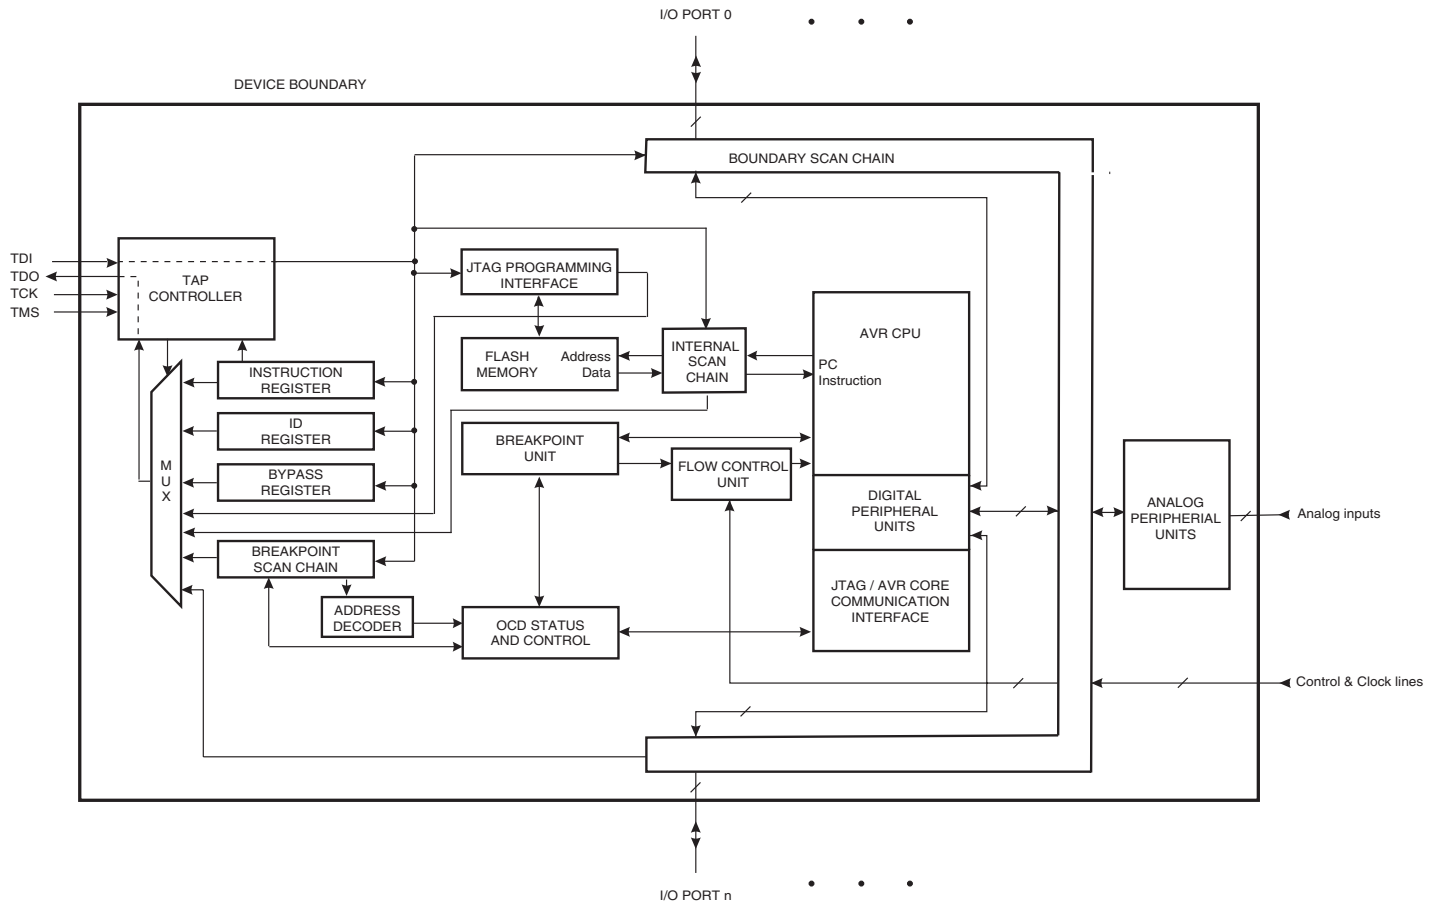 I/O PORT 0
DEVICE BOUNDARY
BOUNDARY SCAN CHAIN
TDI
TDO
TCK
TMS
TAP
CONTROLLER
JTAG PROGRAMMING
INTERFACE
AVR CPU
FLASH
MEMORY
Address
Data
INTERNAL
SCAN
CHAIN
PC
Instruction
INSTRUCTION
REGISTER
ID
REGISTER
BREAKPOINT
UNIT
FLOW CONTROL
UNIT
M
U
X
BYPASS
REGISTER
DIGITAL
PERIPHERAL
UNITS
ANALOG
PERIPHERIAL
UNITS
Analog inputs
BREAKPOINT
SCAN CHAIN
JTAG / AVR CORE
COMMUNICATION
INTERFACE
ADDRESS
DECODER
OCD STATUS
AND CONTROL
Control & Clock lines
I/O PORT n